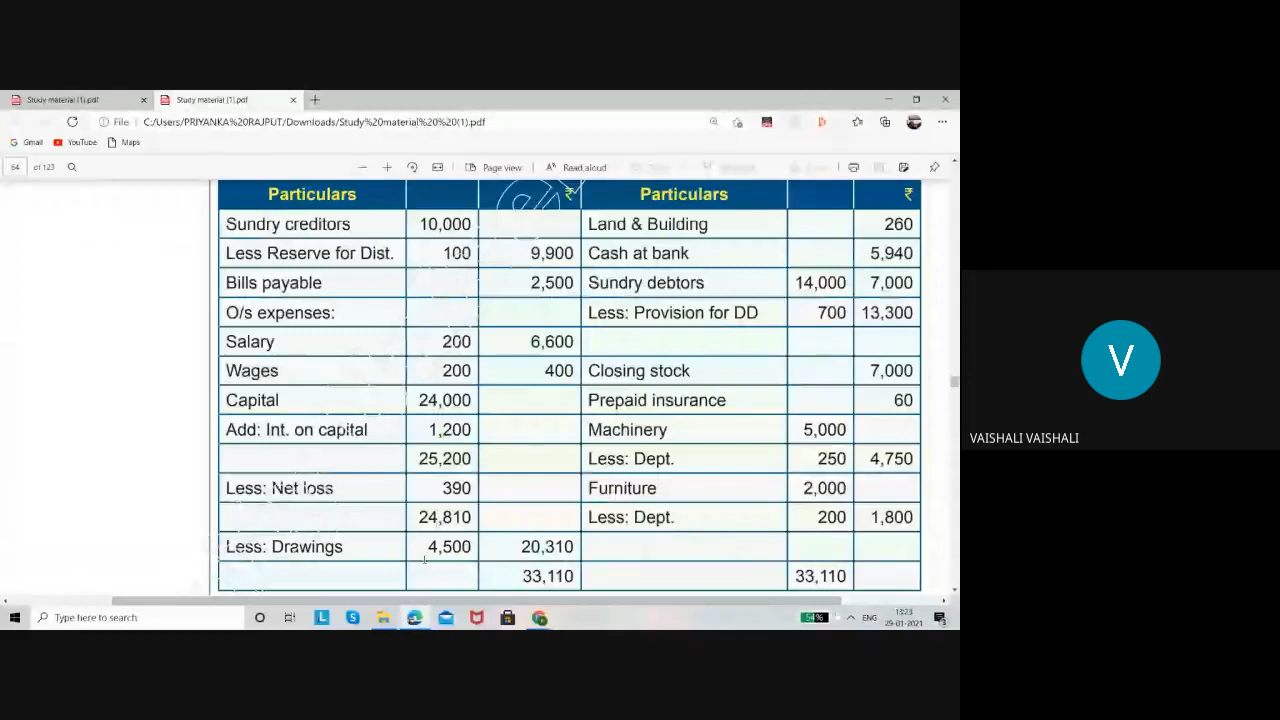 Study material (1).pdf
Study material (1).pdf
File C:/Users/PRIYANKA%20RAJPUT/Downloads/Study%20material%20%20(1).pdf
Gmail YouTube Maps
64 of 123 Page view Read aloud
Particulars ₹ Particulars ₹
Sundry creditors 10,000 Land & Building 260
Less Reserve for Dist. 100 9,900 Cash at bank 5,940
Bills payable 2,500 Sundry debtors 14,000 7,000
O/s expenses: Less: Provision for DD 700 13,300
Salary 200 6,600
Wages 200 400 Closing stock 7,000
Capital 24,000 Prepaid insurance 60
Add: Int. on capital 1,200 Machinery 5,000
25,200 Less: Dept. 250 4,750
Less: Net loss 390 Furniture 2,000
24,810 Less: Dept. 200 1,800
Less: Drawings 4,500 20,310
33,110 33,110
Type here to search
54% ENG 13:23
29-01-2021
V
VAISHALI VAISHALI